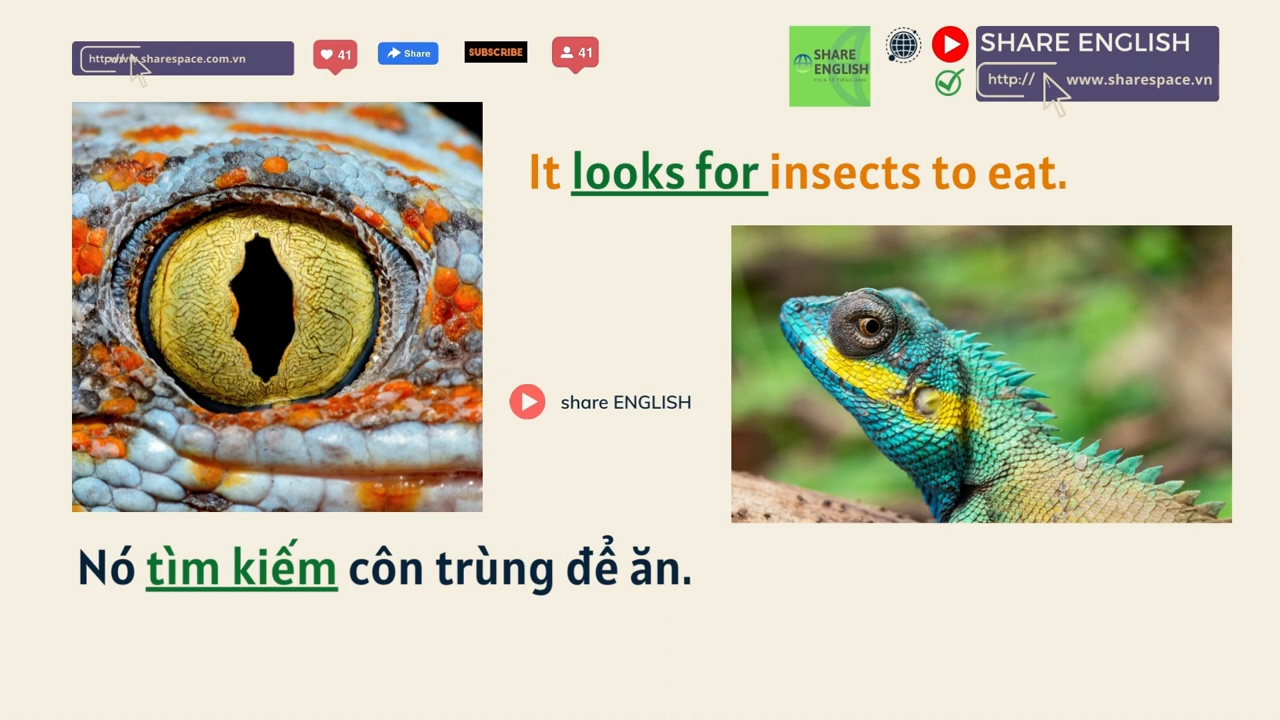 http://www.sharespace.com.vn
41
Share
SUBSCRIBE
41
SHARE
ENGLISH
SHARE ENGLISH
http:// www.sharespace.vn
It looks for insects to eat.
share ENGLISH
Nó tìm kiếm côn trùng để ăn.